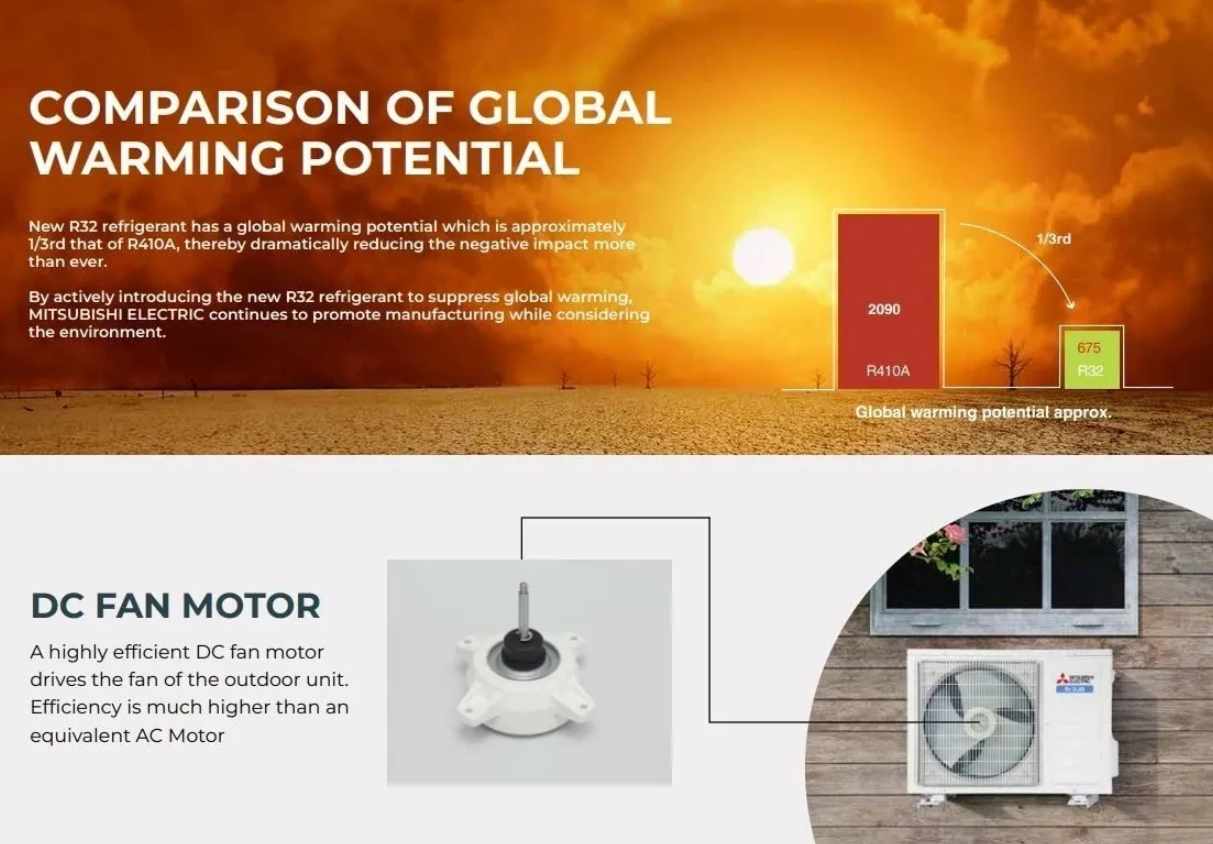 COMPARISON OF GLOBAL
WARMING POTENTIAL
New R32 refrigerant has a global warming potential which is approximately
1/3rd that of R410A, thereby dramatically reducing the negative impact more
than ever.
By actively introducing the new R32 refrigerant to suppress global warming,
MITSUBISHI ELECTRIC continues to promote manufacturing while considering
the environment.
1/3rd
2090
R410A
675
R32
Global warming potential approx.
DC FAN MOTOR
A highly efficient DC fan motor
drives the fan of the outdoor unit.
Efficiency is much higher than an
equivalent AC Motor
MITSUBISHI
ELECTRIC